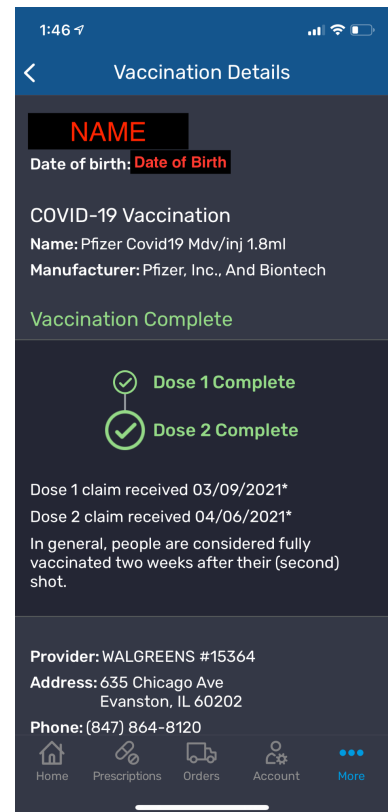 1:46
Vaccination Details
NAME
Date of birth: Date of Birth
COVID-19 Vaccination
Name: Pfizer Covid19 Mdv/inj 1.8ml
Manufacturer: Pfizer, Inc., And Biontech
Vaccination Complete
Dose 1 Complete
Dose 2 Complete
Dose 1 claim received 03/09/2021*
Dose 2 claim received 04/06/2021*
In general, people are considered fully
vaccinated two weeks after their (second)
shot.
Provider: WALGREENS #15364
Address: 635 Chicago Ave
Evanston, IL 60202
Phone: (847) 864-8120
Home Prescriptions Orders Account More